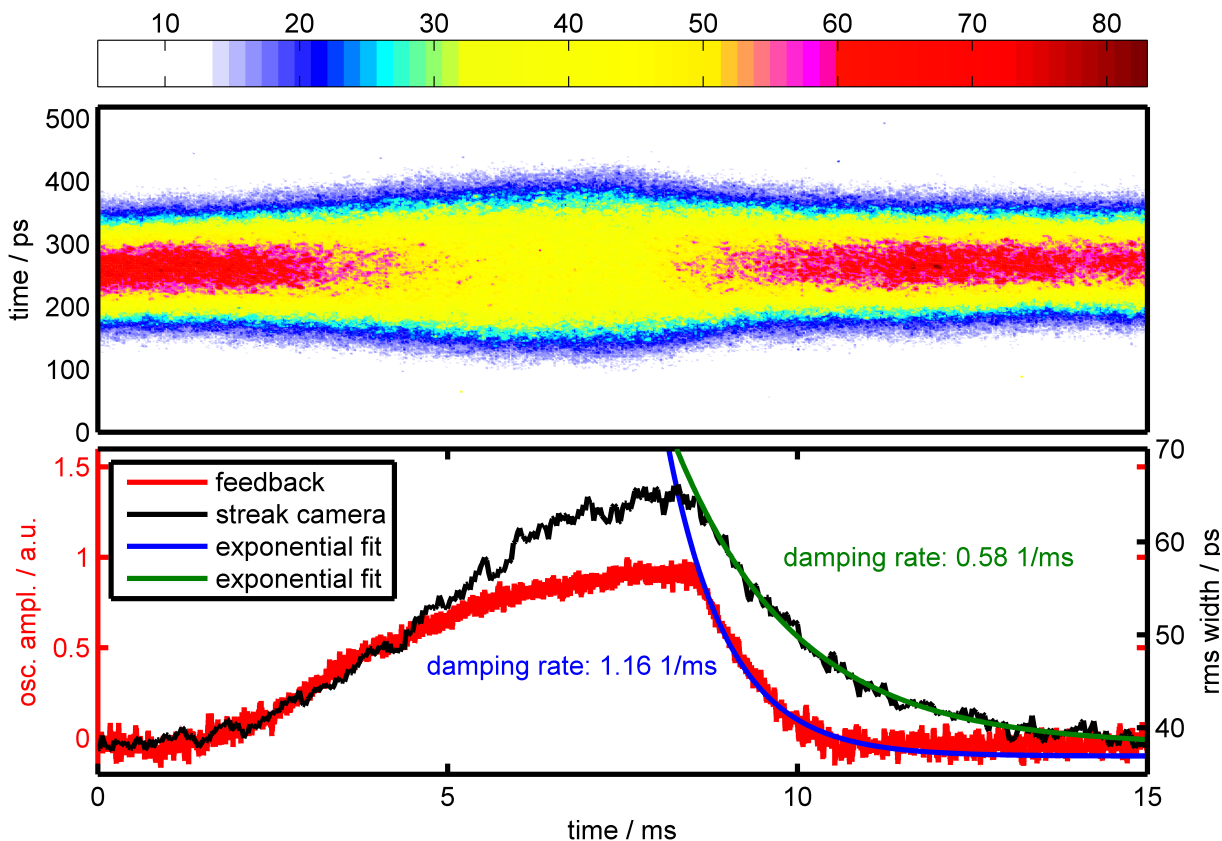 10 20 30 40 50 60 70 80
500
400
300
200
100
0
time / ps
1.5
1
0.5
0
osc. ampl. / a.u.
feedback
streak camera
exponential fit
exponential fit
damping rate: 0.58 1/ms
damping rate: 1.16 1/ms
70
60
50
40
rms width / ps
0 5 10 15
time / ms